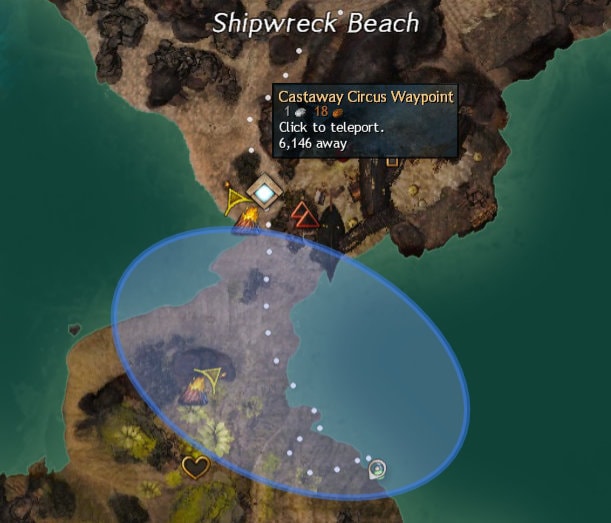 Shipwreck Beach
Castaway Circus Waypoint
1 18
Click to teleport.
6,146 away